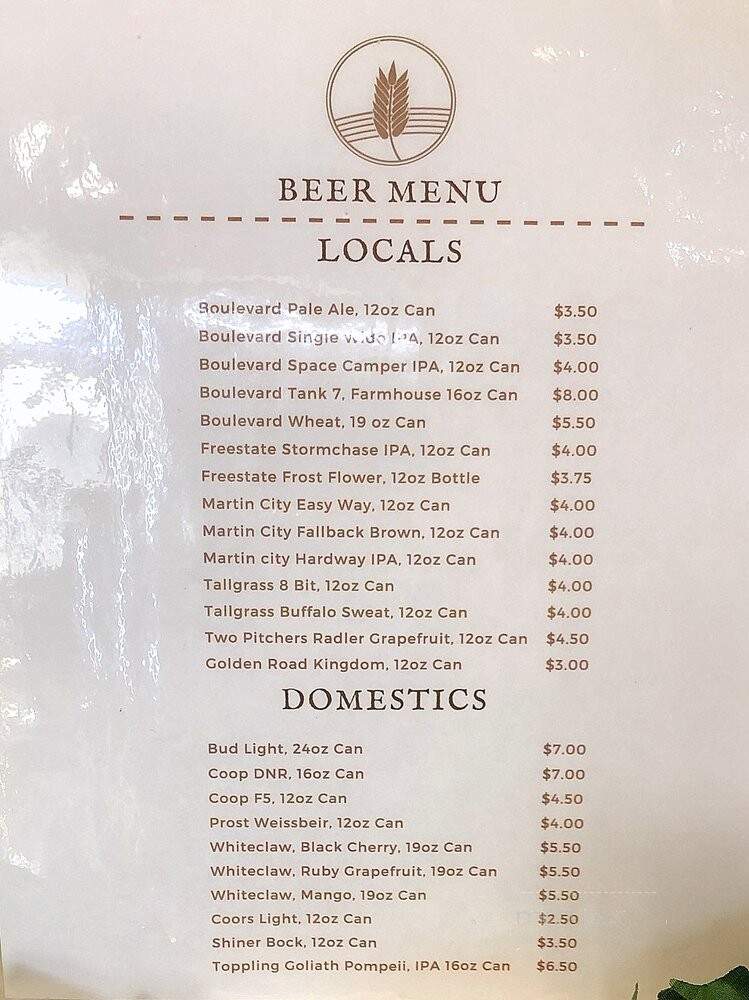 BEER MENU
LOCALS
Boulevard Pale Ale, 12oz Can $3.50
Boulevard Single Wide IPA, 12oz Can $3.50
Boulevard Space Camper IPA, 12oz Can $4.00
Boulevard Tank 7, Farmhouse 16oz Can $8.00
Boulevard Wheat, 19 oz Can $5.50
Freestate Stormchase IPA, 12oz Can $4.00
Freestate Frost Flower, 12oz Bottle $3.75
Martin City Easy Way, 12oz Can $4.00
Martin City Fallback Brown, 12oz Can $4.00
Martin city Hardway IPA, 12oz Can $4.00
Tallgrass 8 Bit, 12oz Can $4.00
Tallgrass Buffalo Sweat, 12oz Can $4.00
Two Pitchers Radler Grapefruit, 12oz Can $4.50
Golden Road Kingdom, 12oz Can $3.00
DOMESTICS
Bud Light, 24oz Can $7.00
Coop DNR, 16oz Can $7.00
Coop F5, 12oz Can $4.50
Prost Weissbeir, 12oz Can $4.00
Whiteclaw, Black Cherry, 19oz Can $5.50
Whiteclaw, Ruby Grapefruit, 19oz Can $5.50
Whiteclaw, Mango, 19oz Can $5.50
Coors Light, 12oz Can $2.50
Shiner Bock, 12oz Can $3.50
Toppling Goliath Pompeii, IPA 16oz Can $6.50